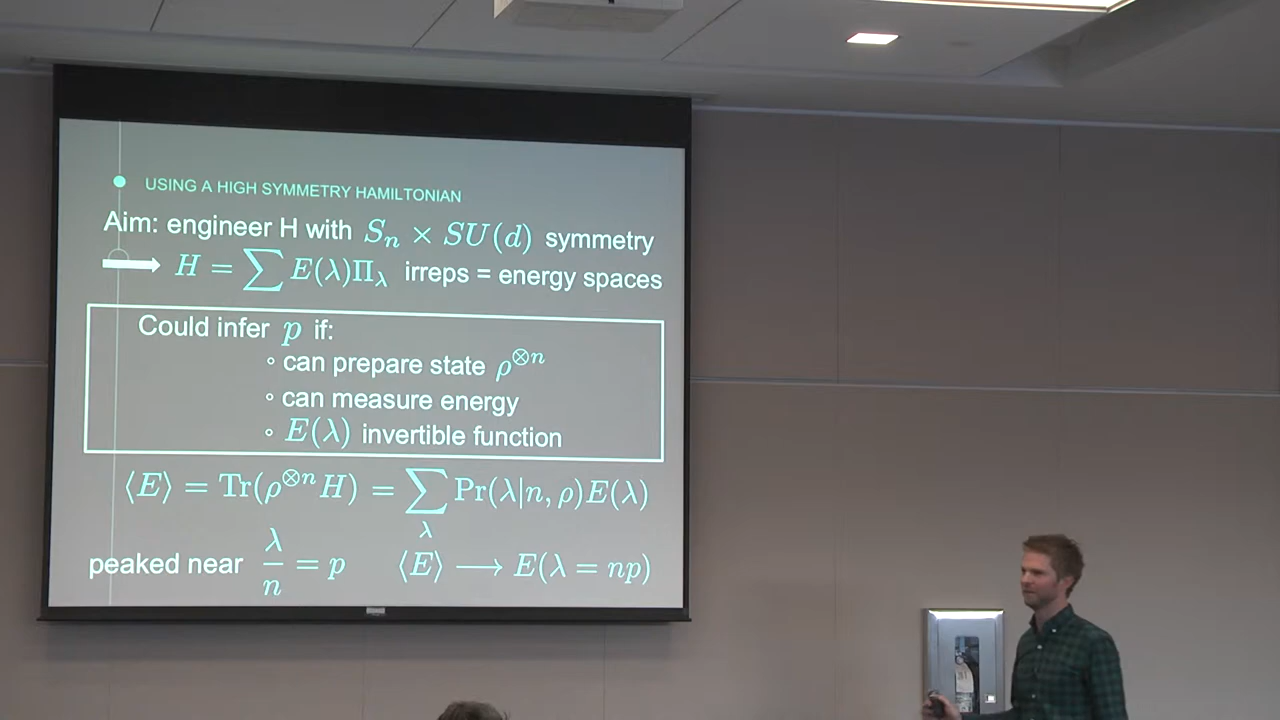 USING A HIGH SYMMETRY HAMILTONIAN
Aim: engineer H with Sₙ × SU(d) symmetry
H = ∑ E(λ)Π_λ irreps = energy spaces
Could infer p if:
∘ can prepare state ρ^⊗n
∘ can measure energy
∘ E(λ) invertible function
⟨E⟩ = Tr(ρ^⊗n H) = ∑_λ Pr(λ|n, ρ)E(λ)
peaked near λ/n = p ⟨E⟩ ⟶ E(λ = np)